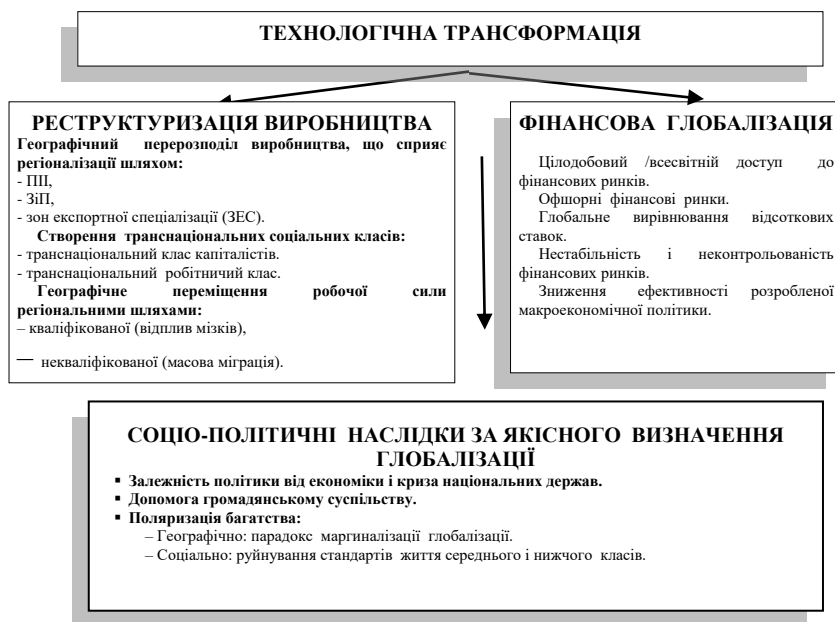 ТЕХНОЛОГІЧНА ТРАНСФОРМАЦІЯ
РЕСТРУКТУРИЗАЦІЯ ВИРОБНИЦТВА
Географічний перерозподіл виробництва, що сприяє
регіоналізації шляхом:
- ПІІ,
- ЗіП,
- зон експортної спеціалізації (ЗЕС).
Створення транснаціональних соціальних класів:
- транснаціональний клас капіталістів.
- транснаціональний робітничий клас.
Географічне переміщення робочої сили
регіональними шляхами:
– кваліфікованої (відплив мізків),
— некваліфікованої (масова міграція).
ФІНАНСОВА ГЛОБАЛІЗАЦІЯ
Цілодобовий /всесвітній доступ до
фінансових ринків.
Офшорні фінансові ринки.
Глобальне вирівнювання відсоткових
ставок.
Нестабільність і неконтрольованість
фінансових ринків.
Зниження ефективності розробленої
макроекономічної політики.
СОЦІО-ПОЛІТИЧНІ НАСЛІДКИ ЗА ЯКІСНОГО ВИЗНАЧЕННЯ
ГЛОБАЛІЗАЦІЇ
▪ Залежність політики від економіки і криза національних держав.
▪ Допомога громадянському суспільству.
▪ Поляризація багатства:
– Географічно: парадокс маргиналізації глобалізації.
– Соціально: руйнування стандартів життя середнього і нижчого класів.